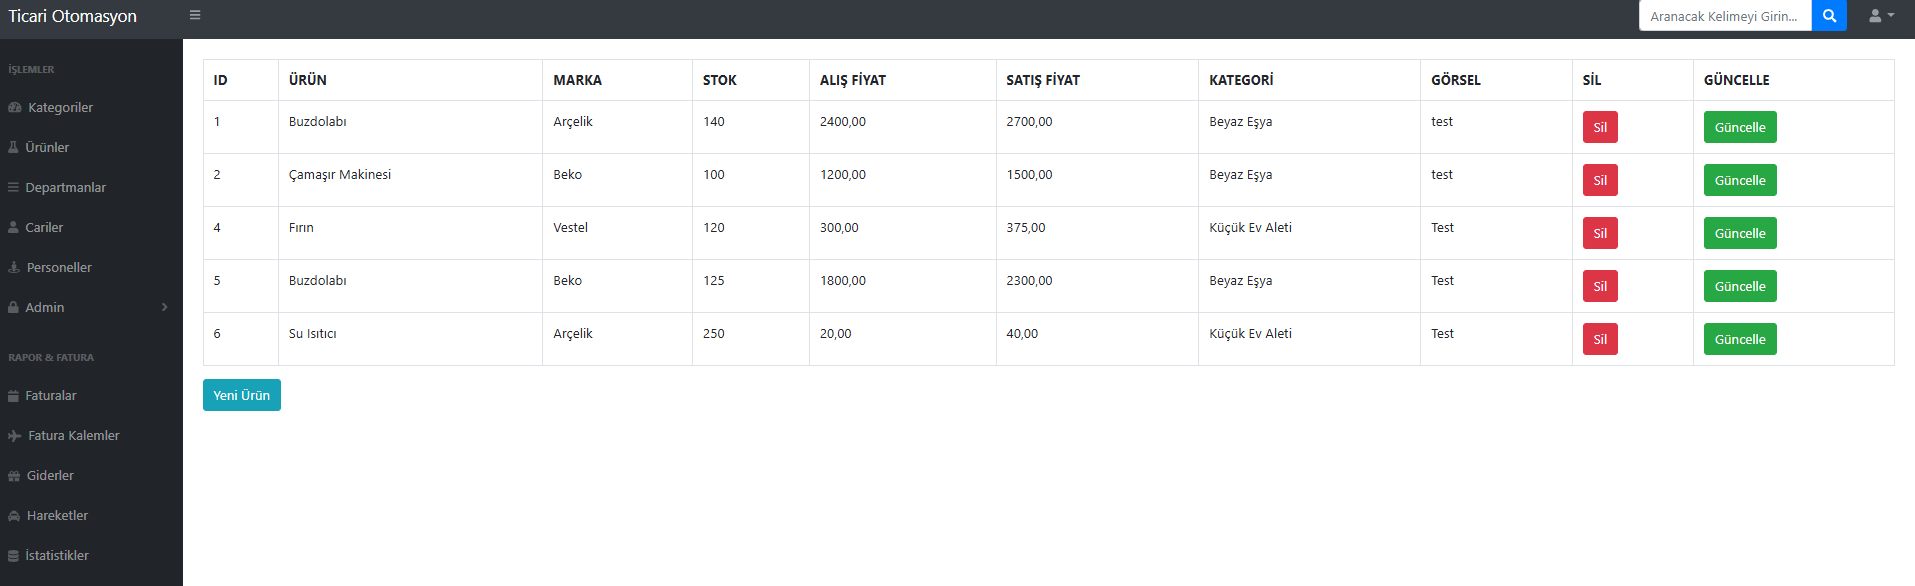 Ticari Otomasyon
Aranacak Kelimeyi Girin...
İŞLEMLER
Kategoriler
Ürünler
Departmanlar
Cariler
Personeller
Admin
RAPOR & FATURA
Faturalar
Fatura Kalemler
Giderler
Hareketler
İstatistikler
ID ÜRÜN MARKA STOK ALIŞ FİYAT SATIŞ FİYAT KATEGORİ GÖRSEL SİL GÜNCELLE
1 Buzdolabı Arçelik 140 2400,00 2700,00 Beyaz Eşya test Sil Güncelle
2 Çamaşır Makinesi Beko 100 1200,00 1500,00 Beyaz Eşya test Sil Güncelle
4 Fırın Vestel 120 300,00 375,00 Küçük Ev Aleti Test Sil Güncelle
5 Buzdolabı Beko 125 1800,00 2300,00 Beyaz Eşya Test Sil Güncelle
6 Su Isıtıcı Arçelik 250 20,00 40,00 Küçük Ev Aleti Test Sil Güncelle
Yeni Ürün